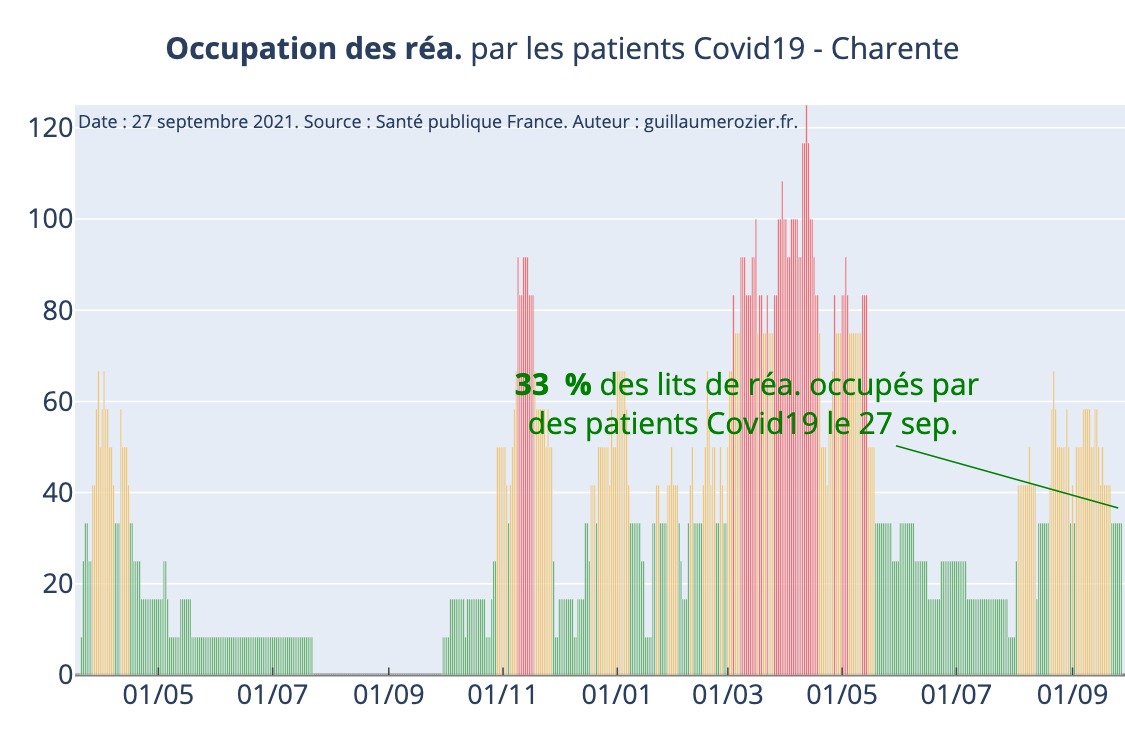 Occupation des réa. par les patients Covid19 - Charente
Date : 27 septembre 2021. Source : Santé publique France. Auteur : guillaumerozier.fr.
120
100
80
60
40
20
0
33 % des lits de réa. occupés par
des patients Covid19 le 27 sep.
01/05 01/07 01/09 01/11 01/01 01/03 01/05 01/07 01/09